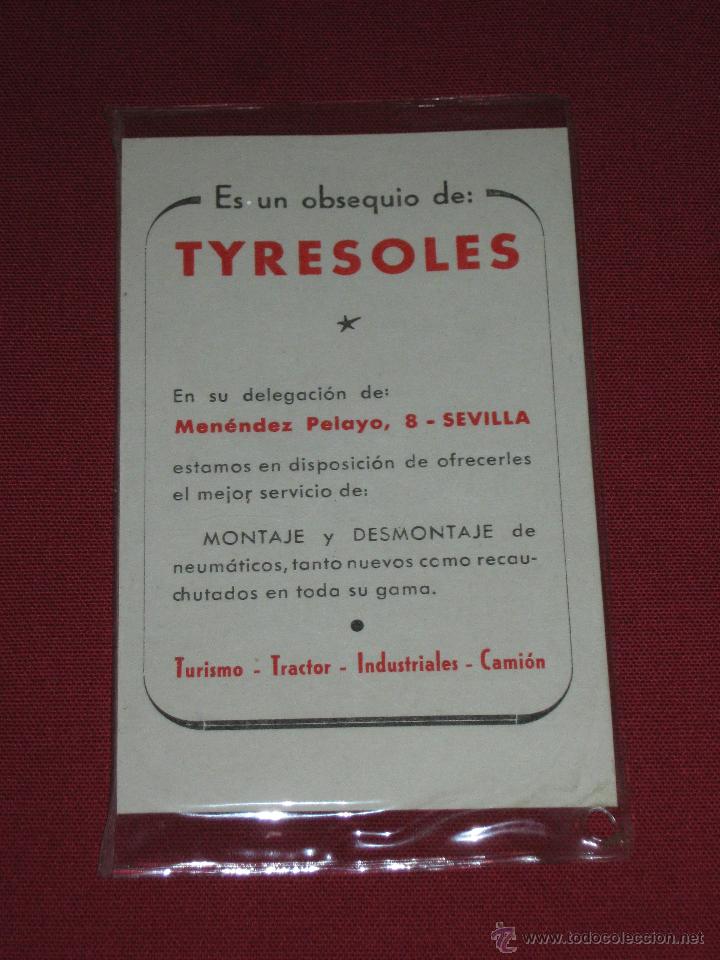 Es un obsequio de:
TYRESOLES
En su delegación de:
Menéndez Pelayo, 8 - SEVILLA
estamos en disposición de ofrecerles
el mejor servicio de:
MONTAJE y DESMONTAJE de
neumáticos, tanto nuevos como recau-
chutados en toda su gama.
Turismo - Tractor - Industriales - Camión
© www.todocoleccion.net